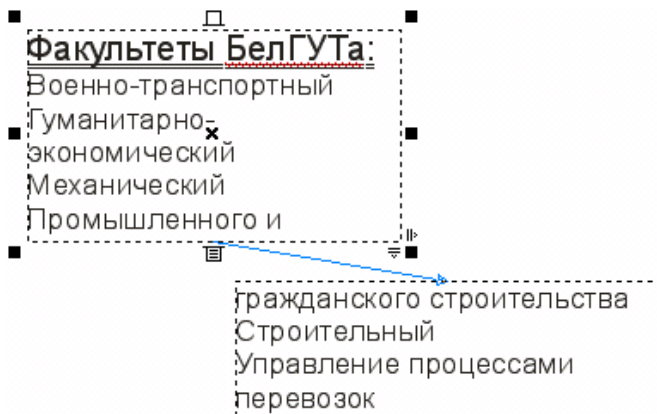 Факультеты БелГУТа:
Военно-транспортный
Гуманитарно-
экономический
Механический
Промышленного и
гражданского строительства
Строительный
Управление процессами
перевозок